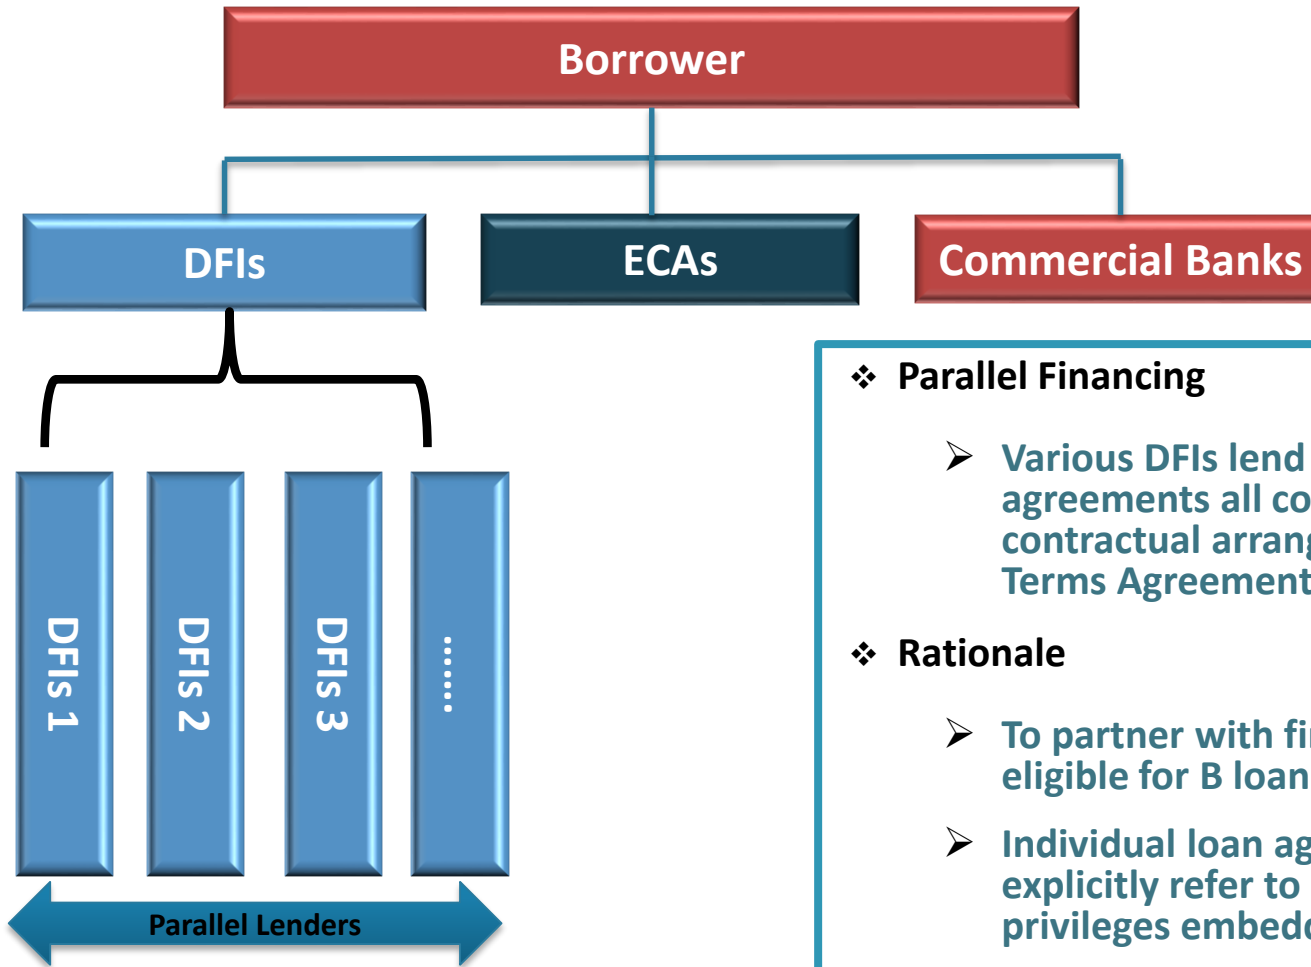 Borrower
DFIs
ECAs
Commercial Banks
DFIs 1
DFIs 2
DFIs 3
.......
Parallel Lenders
❖ Parallel Financing
➢ Various DFIs lend
agreements all co
contractual arran
Terms Agreement
❖ Rationale
➢ To partner with fi
eligible for B loan
➢ Individual loan ag
explicitly refer to
privileges embedd